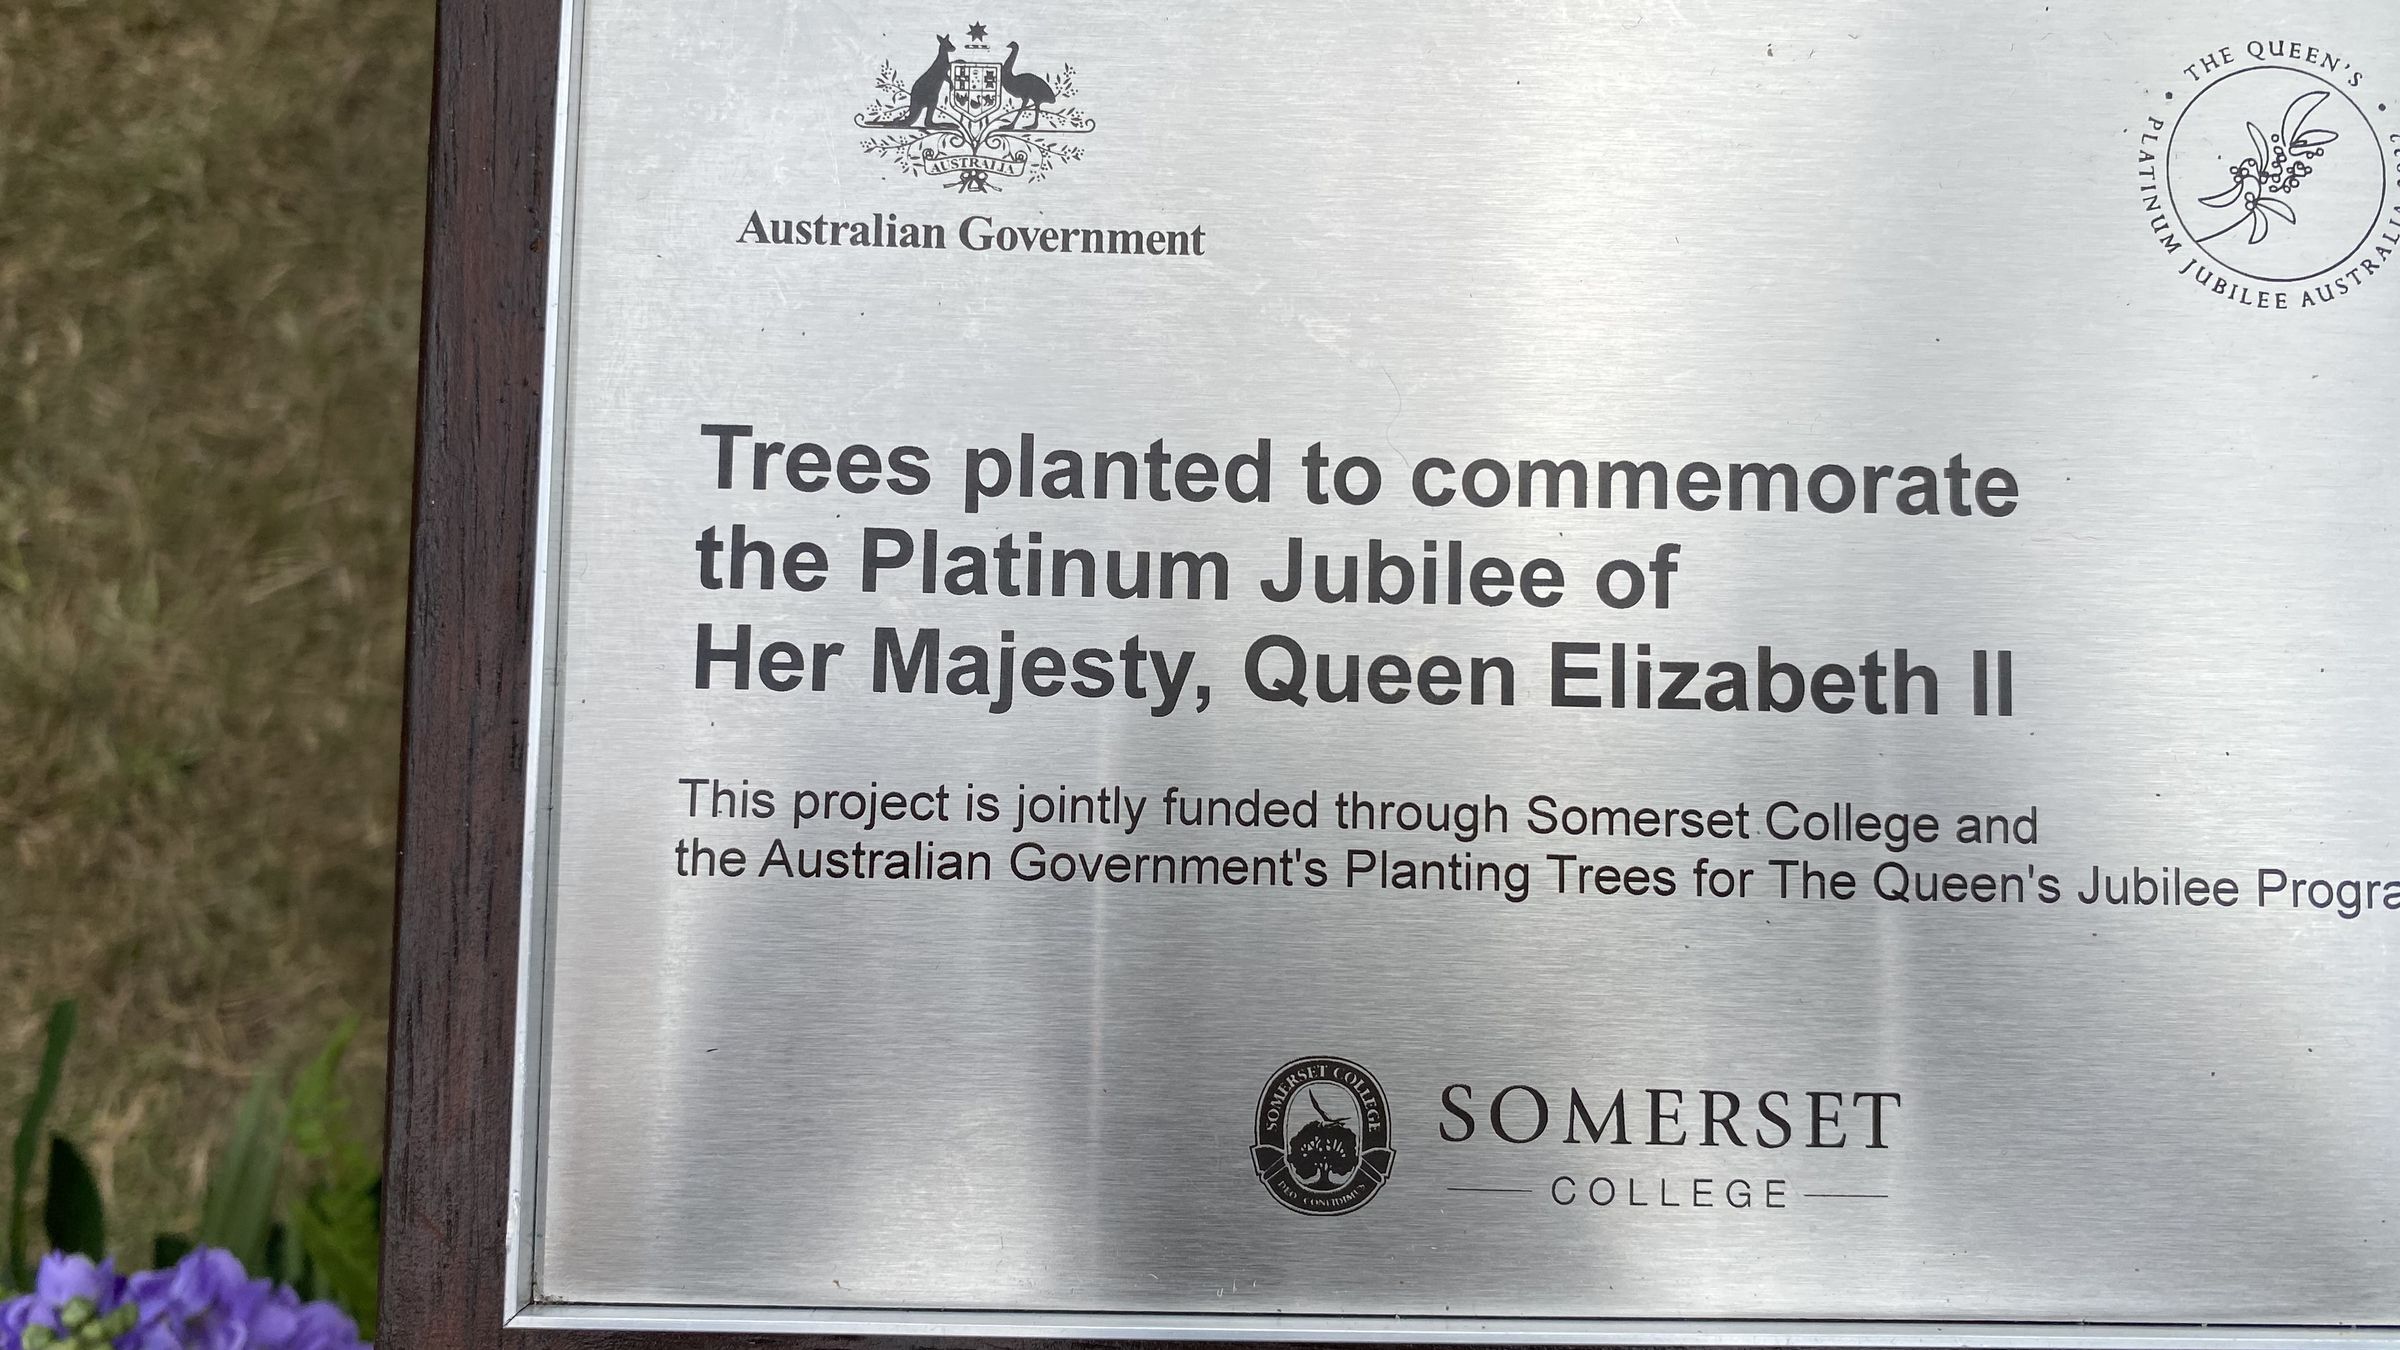 AUSTRALIA
Australian Government
THE QUEEN'S
PLATINUM JUBILEE AUSTRALIA
Trees planted to commemorate
the Platinum Jubilee of
Her Majesty, Queen Elizabeth II
This project is jointly funded through Somerset College and
the Australian Government's Planting Trees for The Queen's Jubilee Progra
SOMERSET COLLEGE
DEO CONFIDIMUS
SOMERSET
COLLEGE